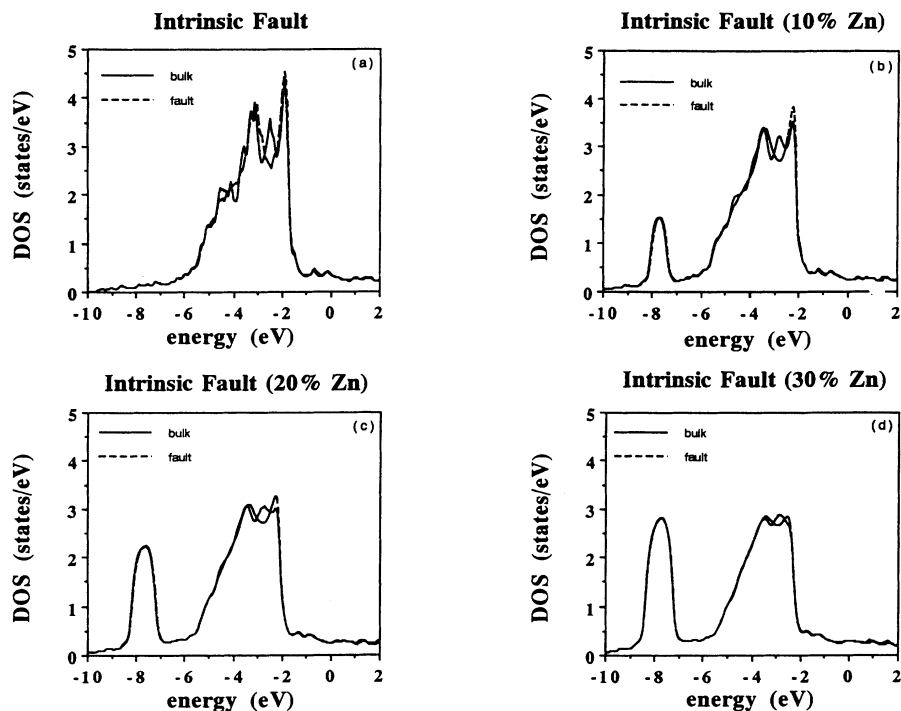 Intrinsic Fault
(a)
bulk
fault
DOS (states/eV)
5
4
3
2
1
0
-10 -8 -6 -4 -2 0 2
energy (eV)
Intrinsic Fault (10% Zn)
(b)
bulk
fault
DOS (states/eV)
5
4
3
2
1
0
-10 -8 -6 -4 -2 0 2
energy (eV)
Intrinsic Fault (20% Zn)
(c)
bulk
fault
DOS (states/eV)
5
4
3
2
1
0
-10 -8 -6 -4 -2 0 2
energy (eV)
Intrinsic Fault (30% Zn)
(d)
bulk
fault
DOS (states/eV)
5
4
3
2
1
0
-10 -8 -6 -4 -2 0 2
energy (eV)